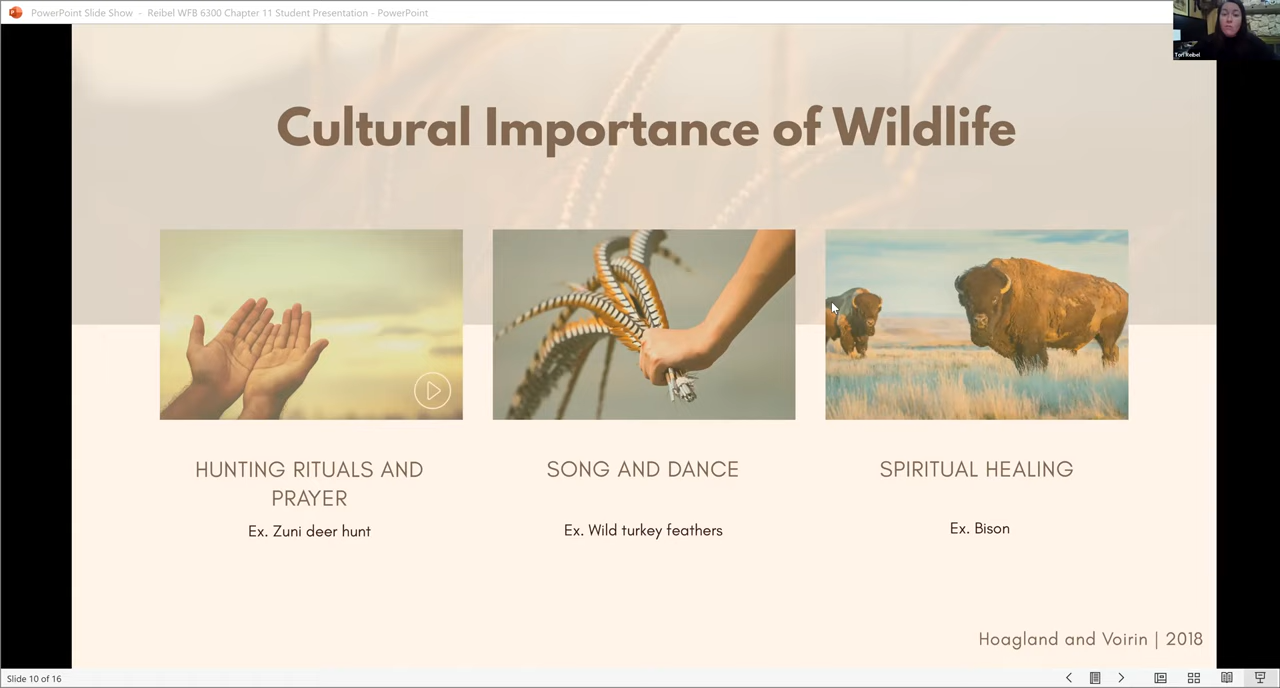 PowerPoint Slide Show - Reibel WFB 6300 Chapter 11 Student Presentation - PowerPoint
Tori Reibel
Cultural Importance of Wildlife
HUNTING RITUALS AND
PRAYER
Ex. Zuni deer hunt
SONG AND DANCE
Ex. Wild turkey feathers
SPIRITUAL HEALING
Ex. Bison
Hoagland and Voirin | 2018
Slide 10 of 16